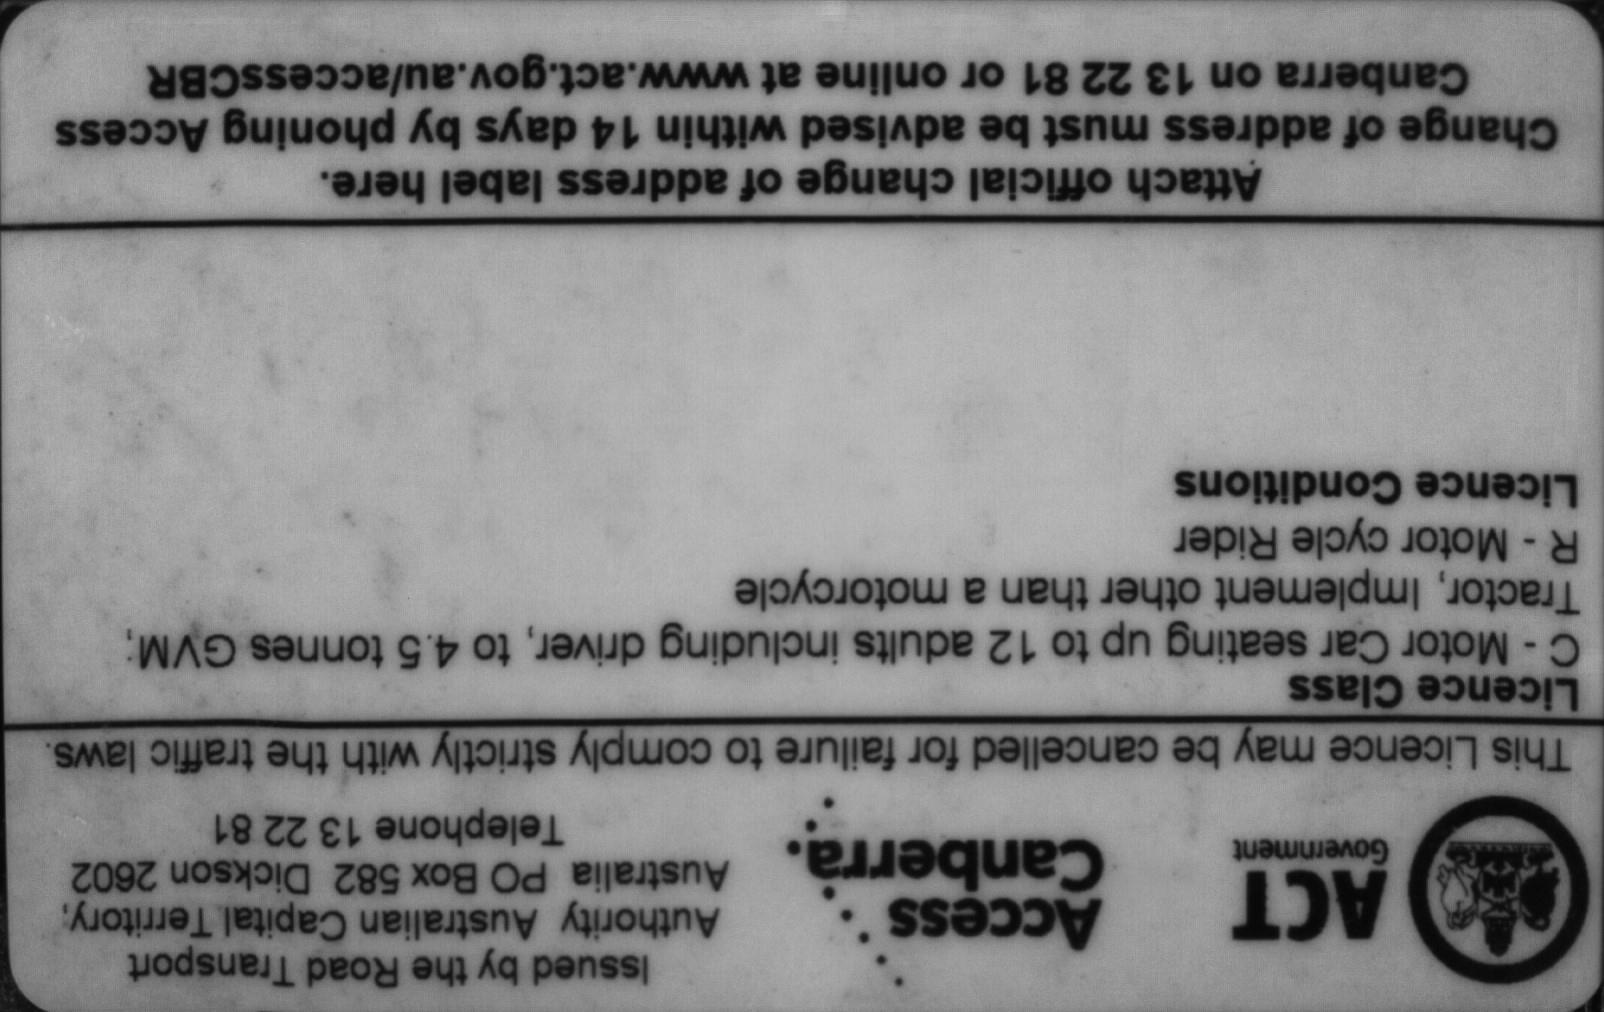 ACT
Government
Access
Canberra.
Issued by the Road Transport
Authority Australian Capital Territory,
Australia PO Box 582 Dickson 2602
Telephone 13 22 81
This Licence may be cancelled for failure to comply strictly with the traffic laws.
Licence Class
C - Motor Car seating up to 12 adults including driver, to 4.5 tonnes GVM;
Tractor, Implement other than a motorcycle
R - Motor cycle Rider
Licence Conditions
Attach official change of address label here.
Change of address must be advised within 14 days by phoning Access
Canberra on 13 22 81 or online at www.act.gov.au/accessCBR